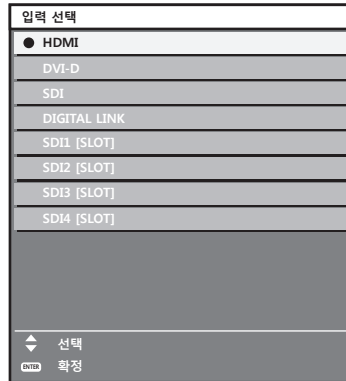 입력 선택
HDMI
DVI-D
SDI
DIGITAL LINK
SDI1 [SLOT]
SDI2 [SLOT]
SDI3 [SLOT]
SDI4 [SLOT]
선택
ENTER 확정